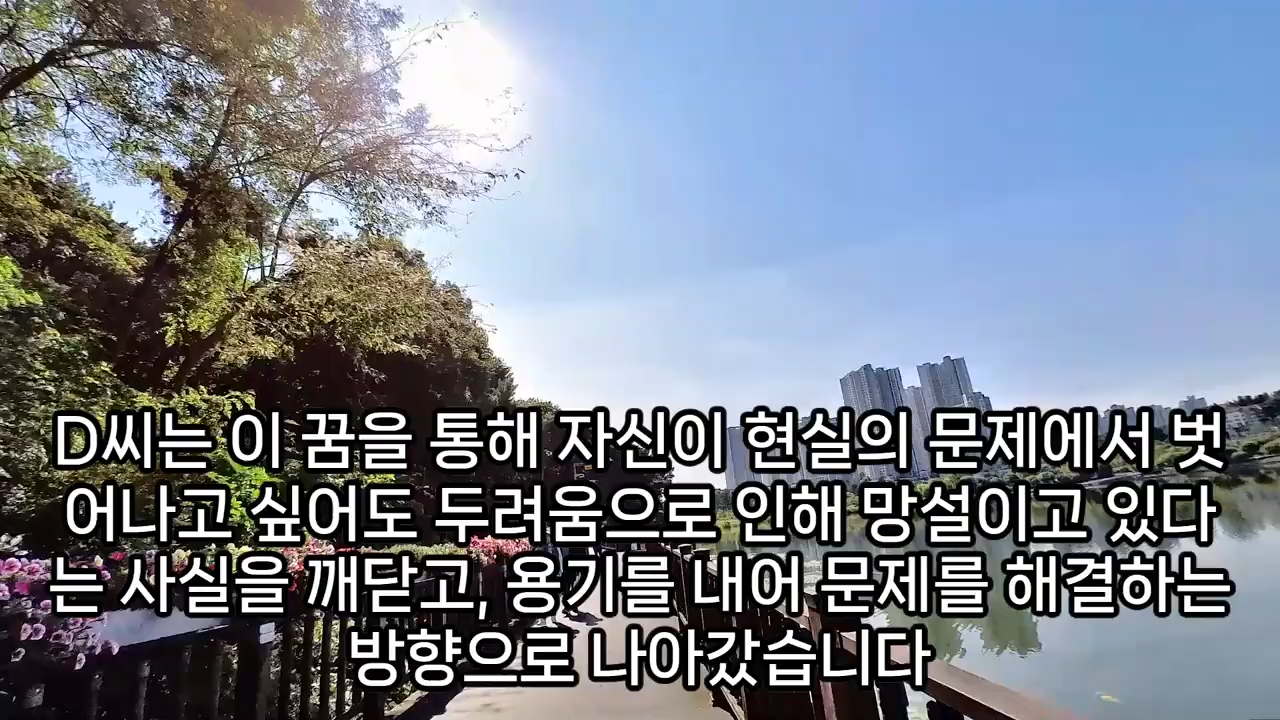 D씨는 이 꿈을 통해 자신이 현실의 문제에서 벗
어나고 싶어도 두려움으로 인해 망설이고 있다
는 사실을 깨닫고, 용기를 내어 문제를 해결하는
방향으로 나아갔습니다